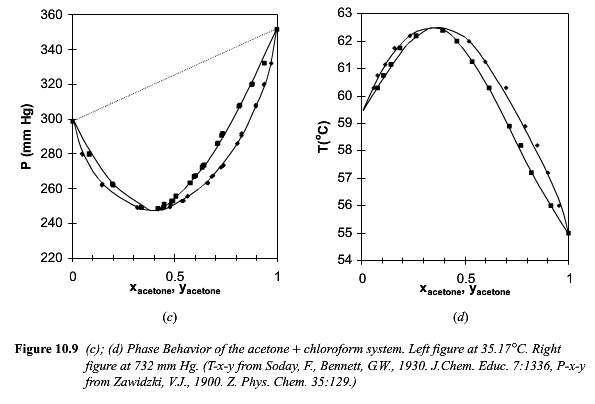 360
340
320
300
280
260
240
220
P (mm Hg)
0
0.5
1
xacetone, yacetone
(c)
63
62
61
60
59
58
57
56
55
54
T(°C)
0
0.5
1
xacetone, yacetone
(d)
Figure 10.9 (c); (d) Phase Behavior of the acetone + chloroform system. Left figure at 35.17°C. Right
figure at 732 mm Hg. (T-x-y from Soday, F., Bennett, G.W., 1930. J.Chem. Educ. 7:1336, P-x-y
from Zawidzki, V.J., 1900. Z. Phys. Chem. 35:129.)